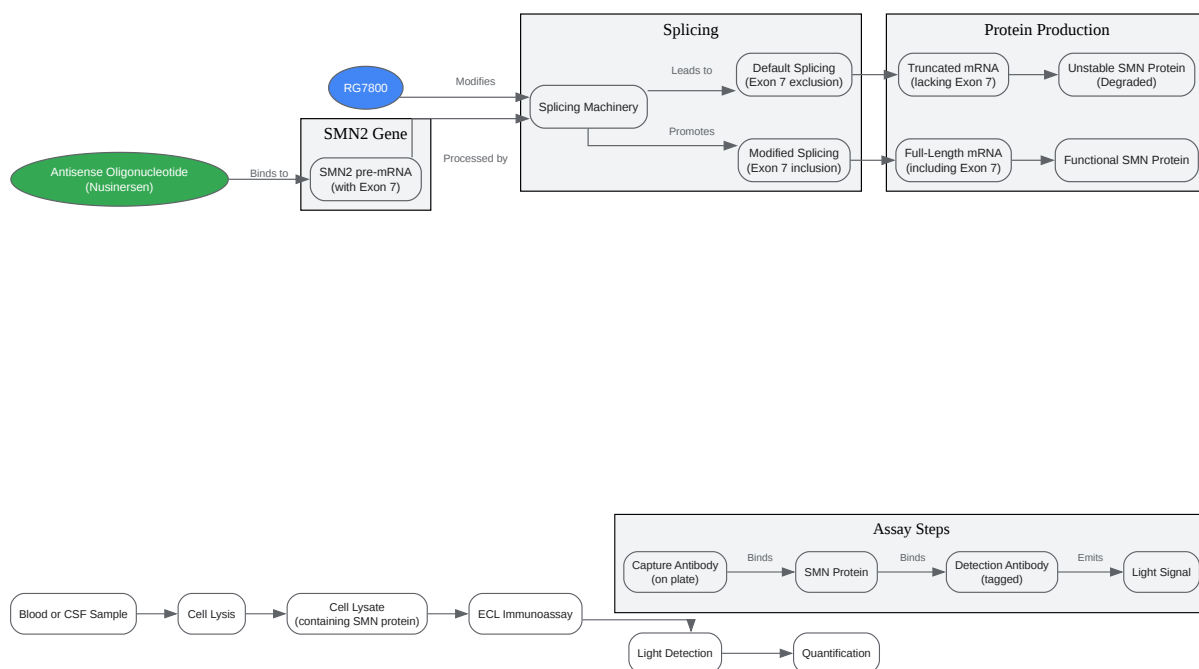 Splicing
Protein Production
RG7800
Modifies
Splicing Machinery
Leads to
Default Splicing
(Exon 7 exclusion)
Truncated mRNA
(lacking Exon 7)
Unstable SMN Protein
(Degraded)
SMN2 Gene
Antisense Oligonucleotide
(Nusinersen)
Binds to
SMN2 pre-mRNA
(with Exon 7)
Processed by
Promotes
Modified Splicing
(Exon 7 inclusion)
Full-Length mRNA
(including Exon 7)
Functional SMN Protein
Assay Steps
Capture Antibody
(on plate)
Binds
SMN Protein
Binds
Detection Antibody
(tagged)
Emits
Light Signal
Blood or CSF Sample
Cell Lysis
Cell Lysate
(containing SMN protein)
ECL Immunoassay
Light Detection
Quantification